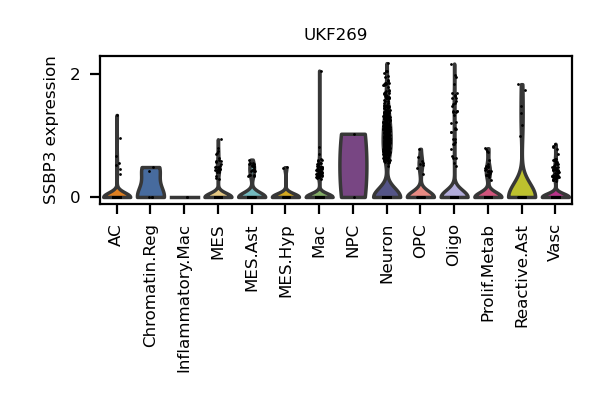 UKF269
SSBP3 expression
2
0
AC
Chromatin.Reg
Inflammatory.Mac
MES
MES.Ast
MES.Hyp
Mac
NPC
Neuron
OPC
Oligo
Prolif.Metab
Reactive.Ast
Vasc